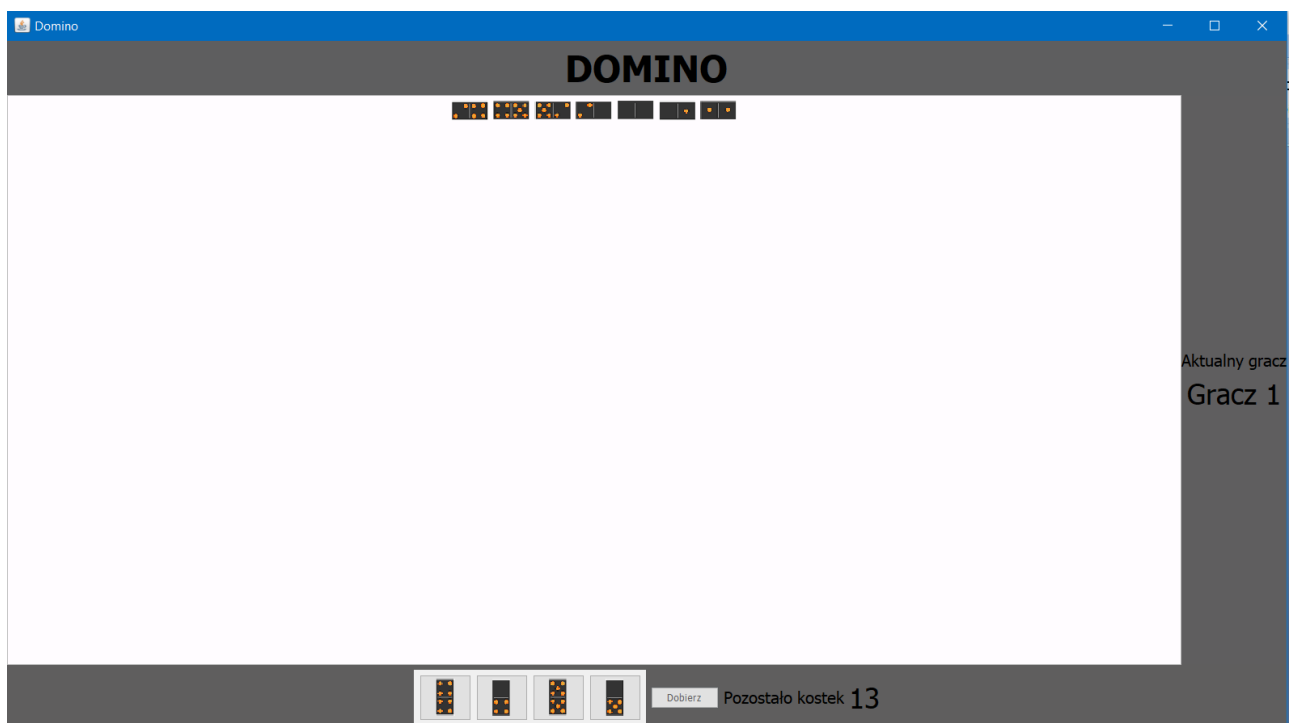 Domino
DOMINO
Aktualny gracz
Gracz 1
Dobierz
Pozostało kostek 13